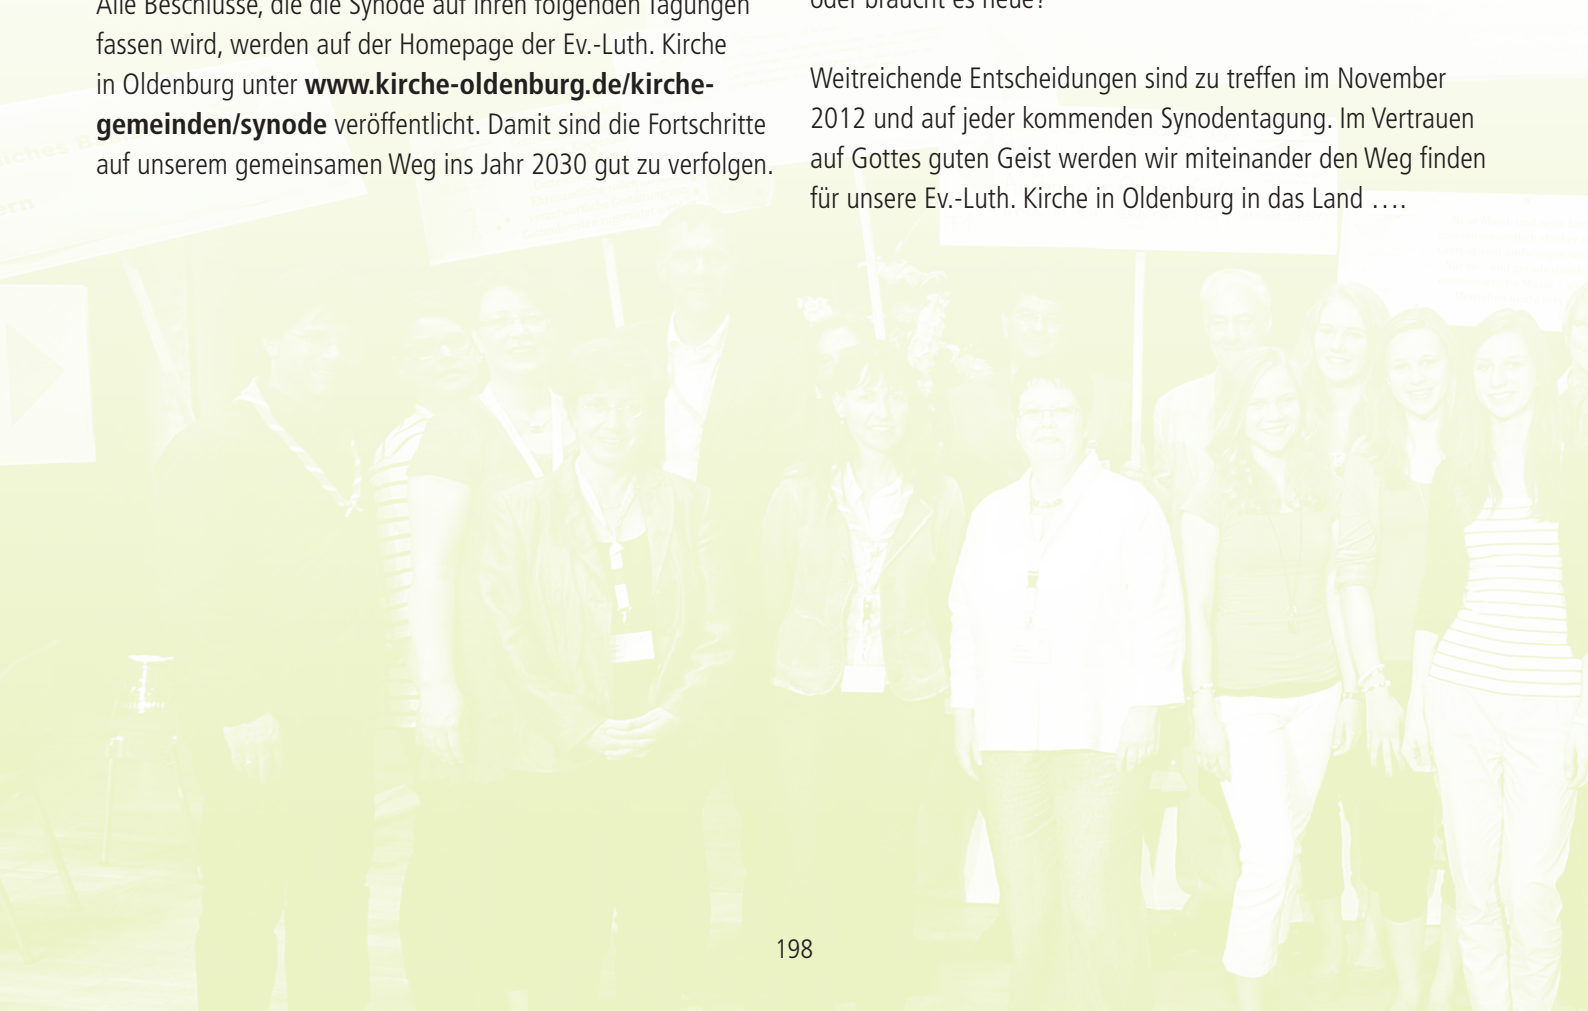 Alle Beschlüsse, die die Synode auf ihren folgenden Tagungen
fassen wird, werden auf der Homepage der Ev.-Luth. Kirche
in Oldenburg unter www.kirche-oldenburg.de/kirche-
gemeinden/synode veröffentlicht. Damit sind die Fortschritte
auf unserem gemeinsamen Weg ins Jahr 2030 gut zu verfolgen.
oder braucht es neue?
Weitreichende Entscheidungen sind zu treffen im November
2012 und auf jeder kommenden Synodentagung. Im Vertrauen
auf Gottes guten Geist werden wir miteinander den Weg finden
für unsere Ev.-Luth. Kirche in Oldenburg in das Land ….
198